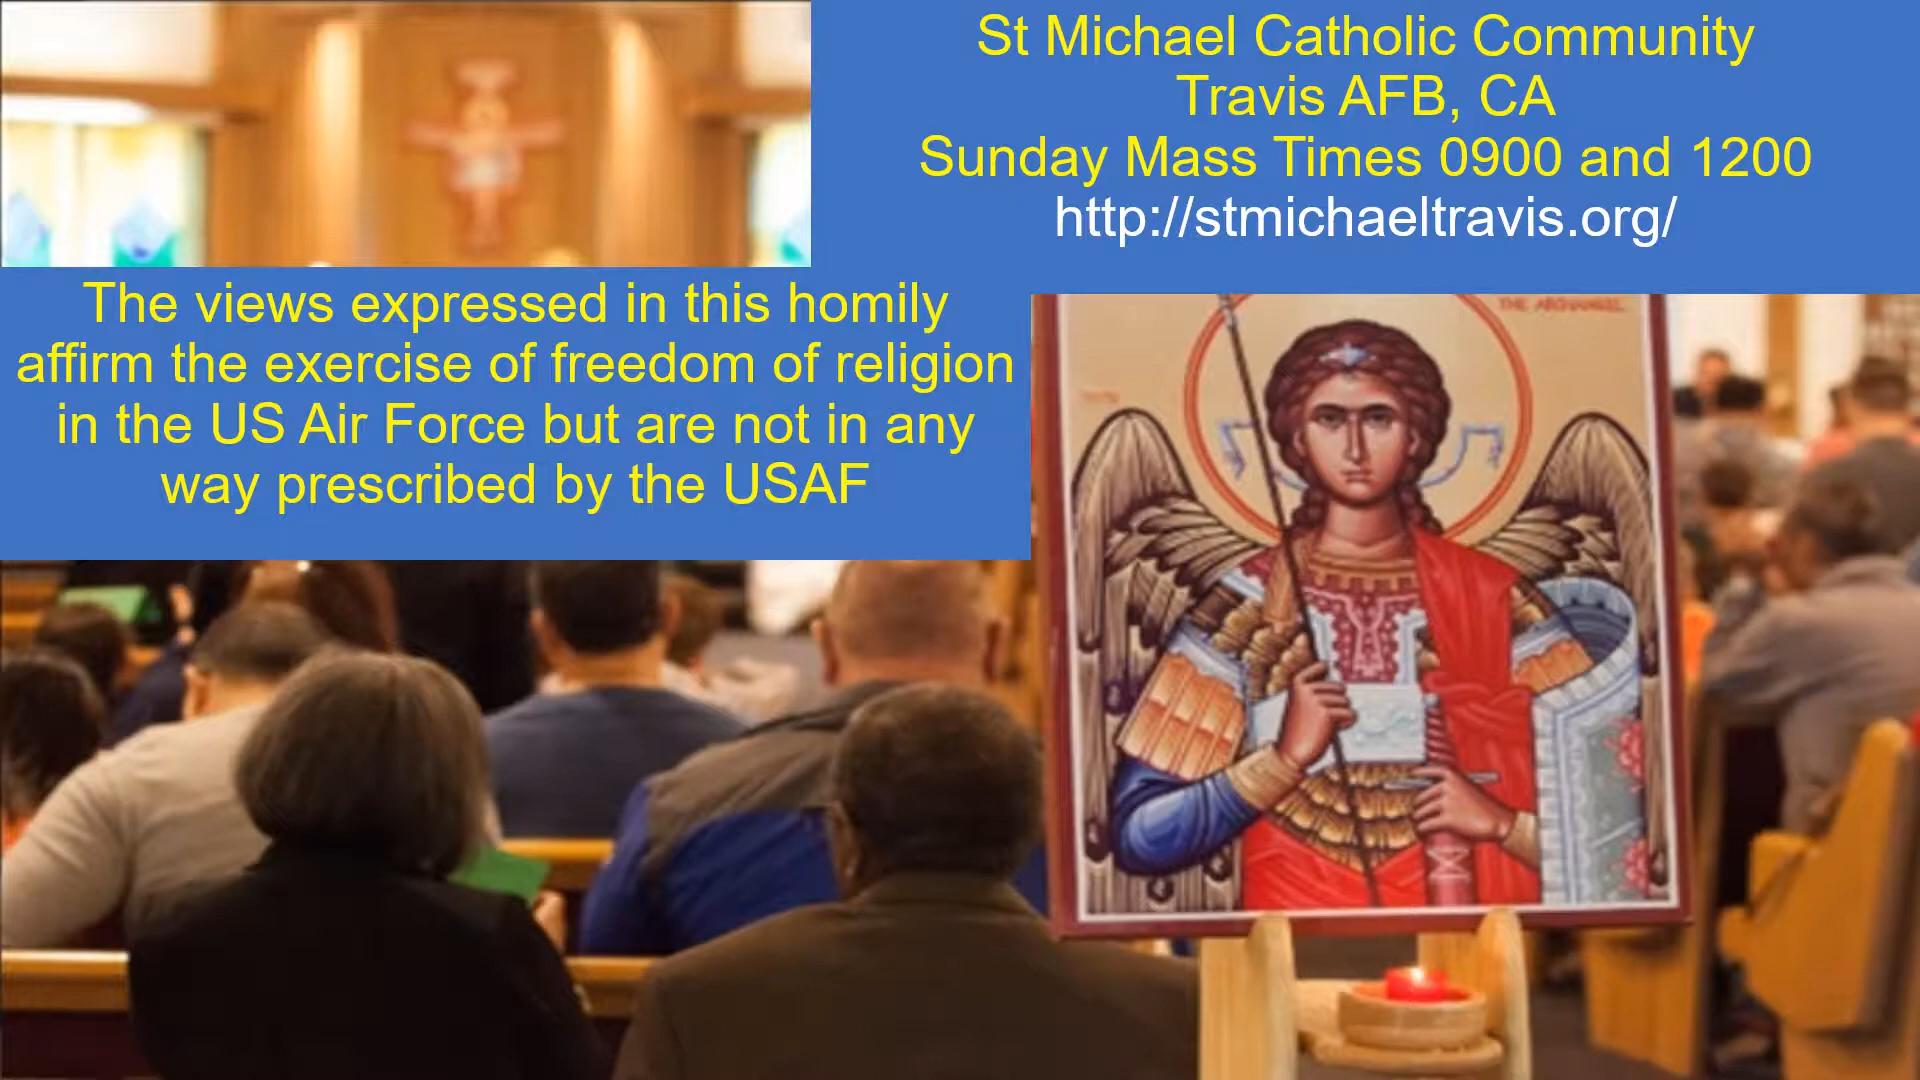 St Michael Catholic Community
Travis AFB, CA
Sunday Mass Times 0900 and 1200
http://stmichaeltravis.org/
The views expressed in this homily
affirm the exercise of freedom of religion
in the US Air Force but are not in any
way prescribed by the USAF
THE ARCHANGEL